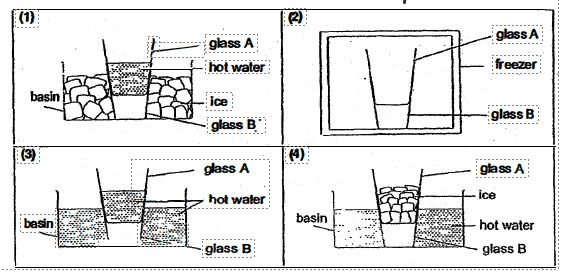 (1)
glass A
hot water
basin
ice
glass B
(2)
glass A
freezer
glass B
(3)
glass A
hot water
basin
glass B
(4)
glass A
ice
basin
hot water
glass B